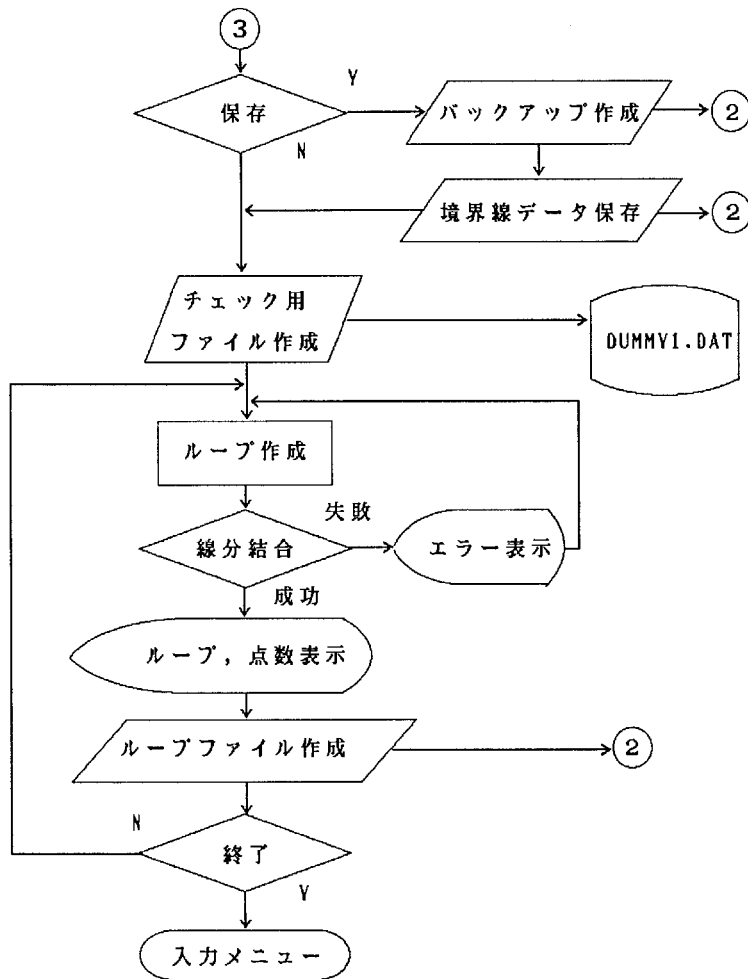 3
Y
保存
バックアップ作成
2
N
境界線データ保存
2
チェック用
ファイル作成
DUMMY1.DAT
ループ作成
失敗
線分結合
エラー表示
成功
ループ,点数表示
ループファイル作成
2
N
終了
Y
入力メニュー